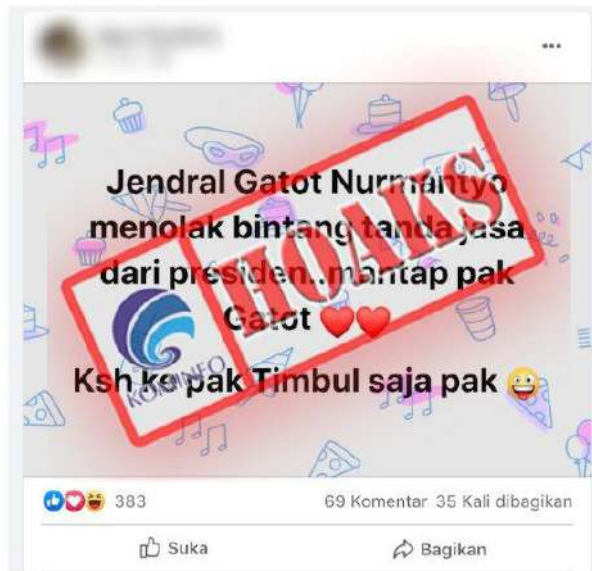 Jendral Gatot Nurmantyo
menolak bintang tanda jasa
dari presiden..mantap pak
Gatot ❤️❤️
Ksh ke pak Timbul saja pak 😀
HOAKS
KOMINFO
383
69 Komentar 35 Kali dibagikan
Suka
Bagikan